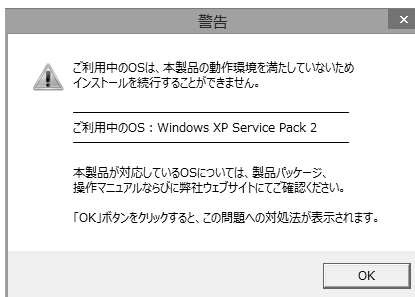 警告
ご利用中のOSは、本製品の動作環境を満たしていないため
インストールを続行することができません。
ご利用中のOS：Windows XP Service Pack 2
本製品が対応しているOSについては、製品パッケージ、
操作マニュアルならびに弊社ウェブサイトにてご確認ください。
「OK」ボタンをクリックすると、この問題への対処法が表示されます。
OK